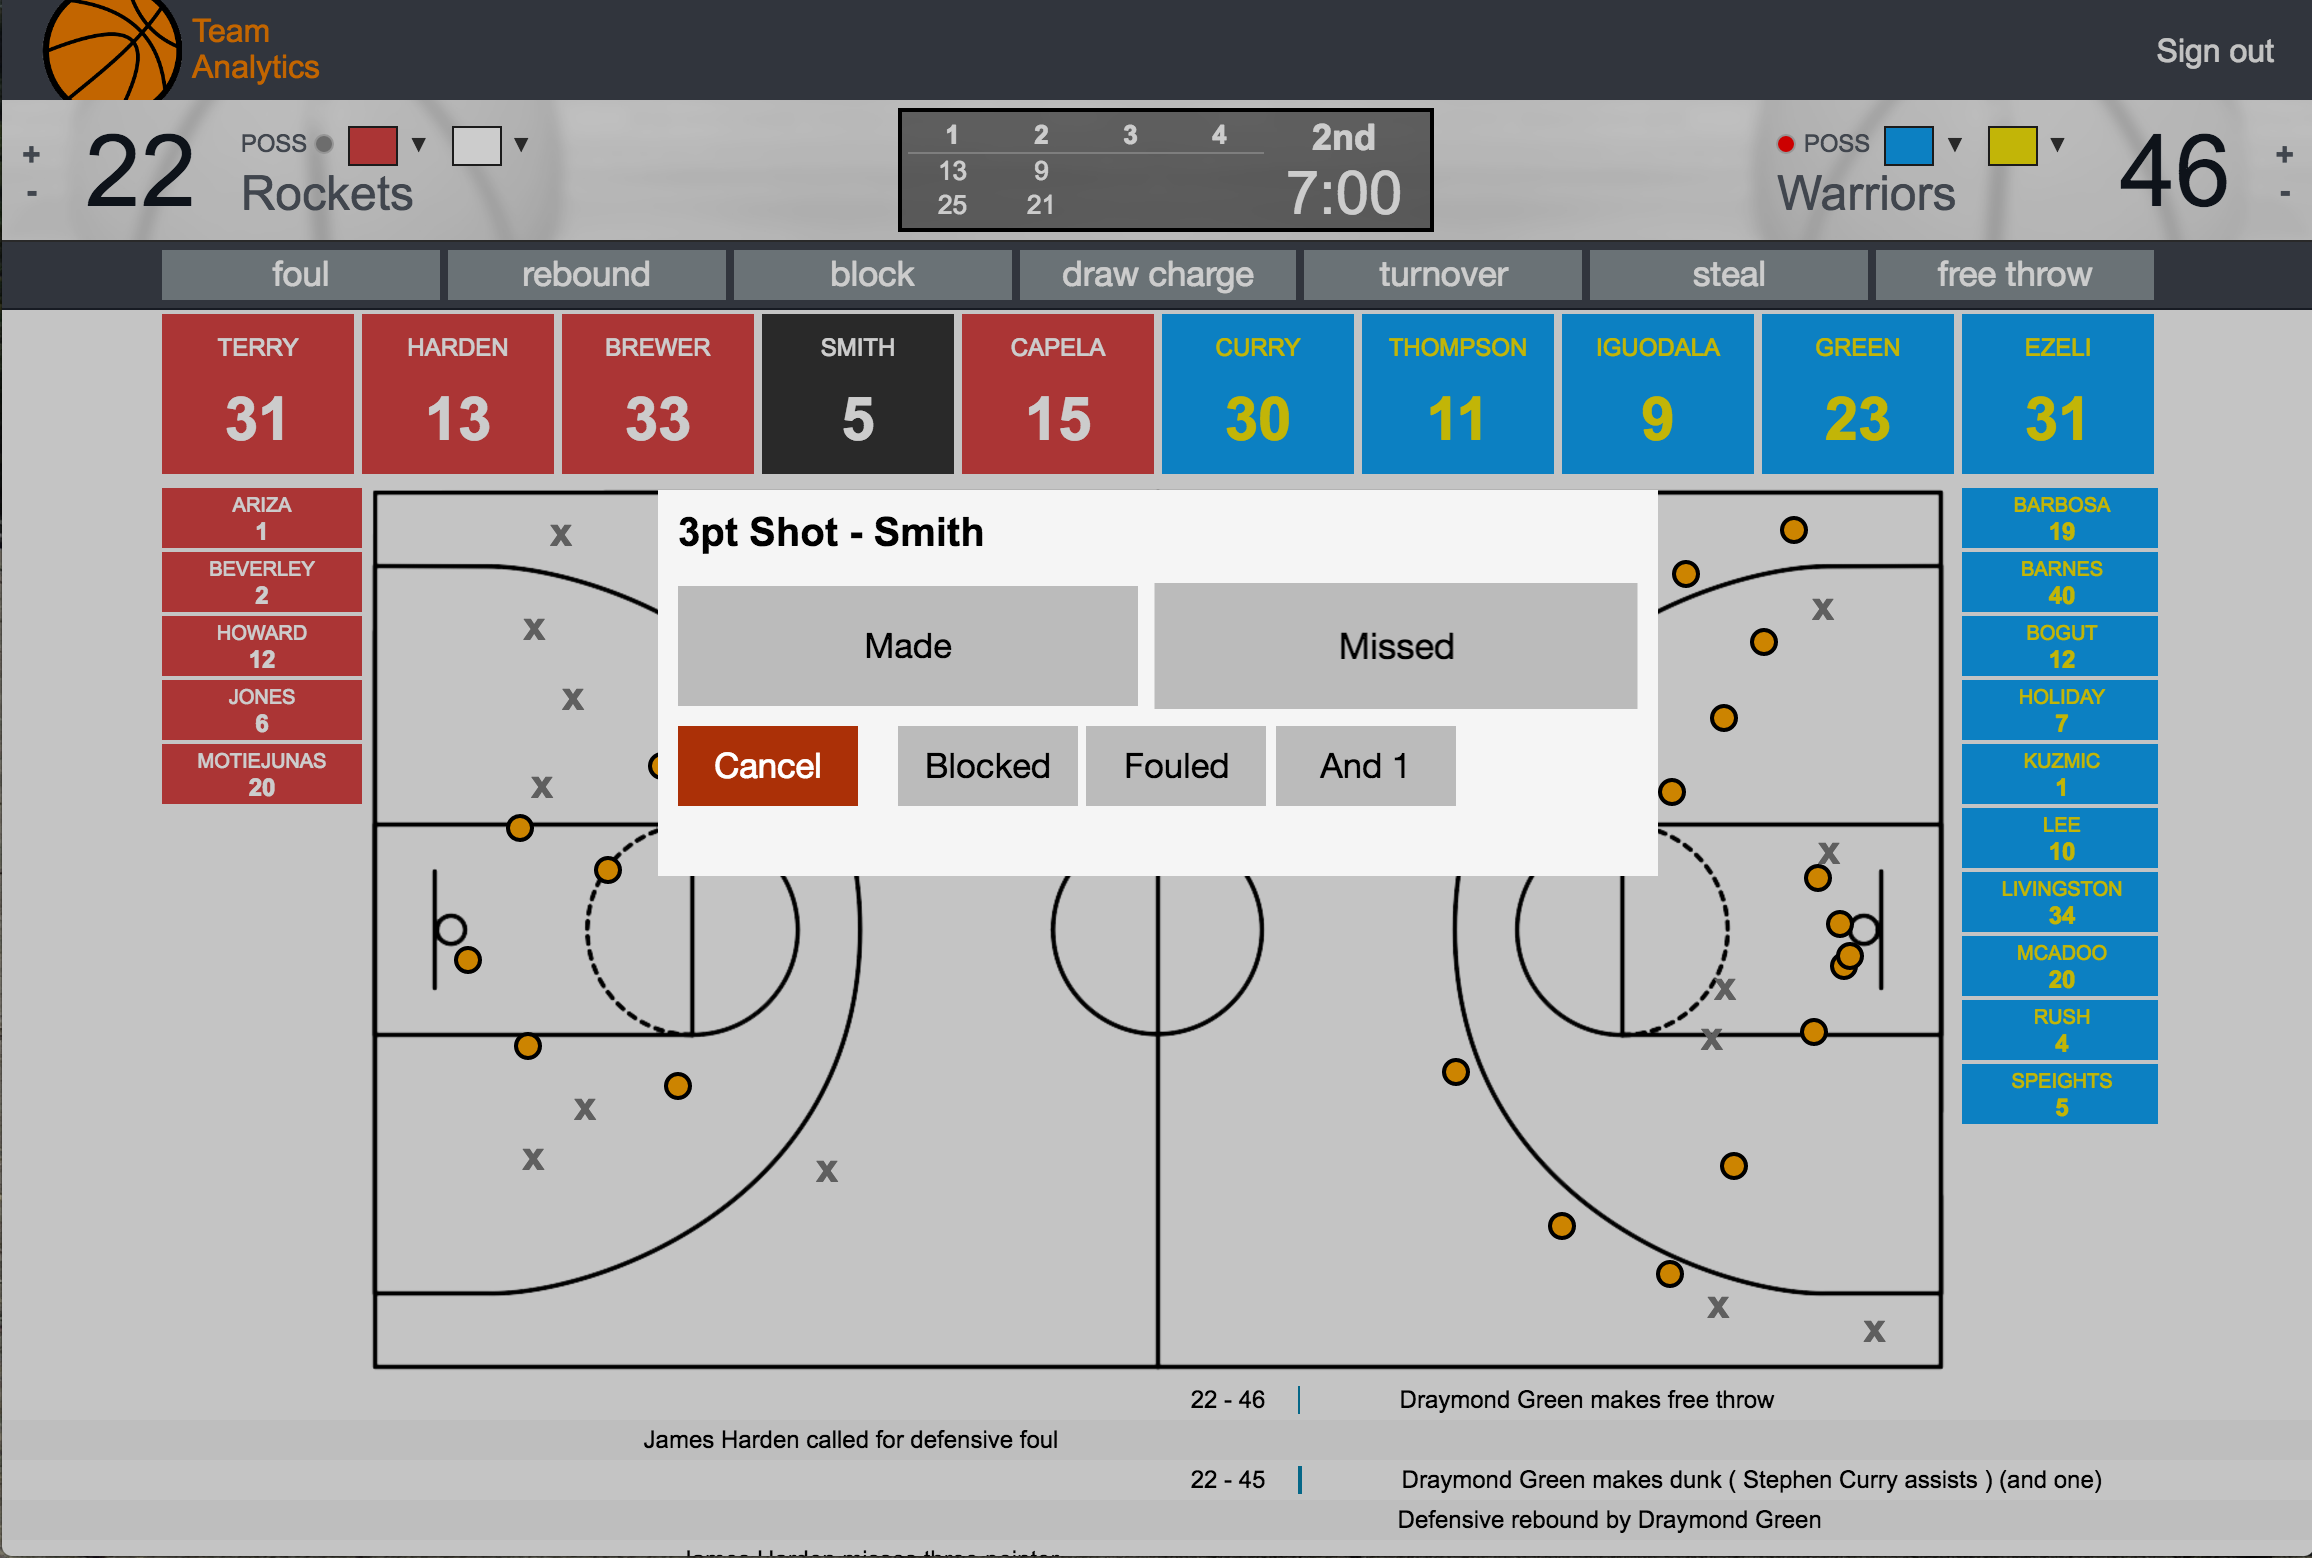 Team
Analytics
Sign out
+
-
22
POSS ▼ ▼
Rockets
1 2 3 4 2nd
13 9 7:00
25 21
POSS ▼ ▼
Warriors
46
+
-
foul rebound block draw charge turnover steal free throw
TERRY HARDEN BREWER SMITH CAPELA CURRY THOMPSON IGUODALA GREEN EZELI
31 13 33 5 15 30 11 9 23 31
ARIZA
1
BEVERLEY
2
HOWARD
12
JONES
6
MOTIEJUNAS
20
3pt Shot - Smith
Made Missed
Cancel Blocked Fouled And 1
BARBOSA
19
BARNES
40
BOGUT
12
HOLIDAY
7
KUZMIC
1
LEE
10
LIVINGSTON
34
MCADOO
20
RUSH
4
SPEIGHTS
5
x
x
x
x
x
x
x
x
x
x
x
x
x
22 - 46 Draymond Green makes free throw
James Harden called for defensive foul
22 - 45 Draymond Green makes dunk ( Stephen Curry assists ) (and one)
Defensive rebound by Draymond Green
James Harden misses three pointer